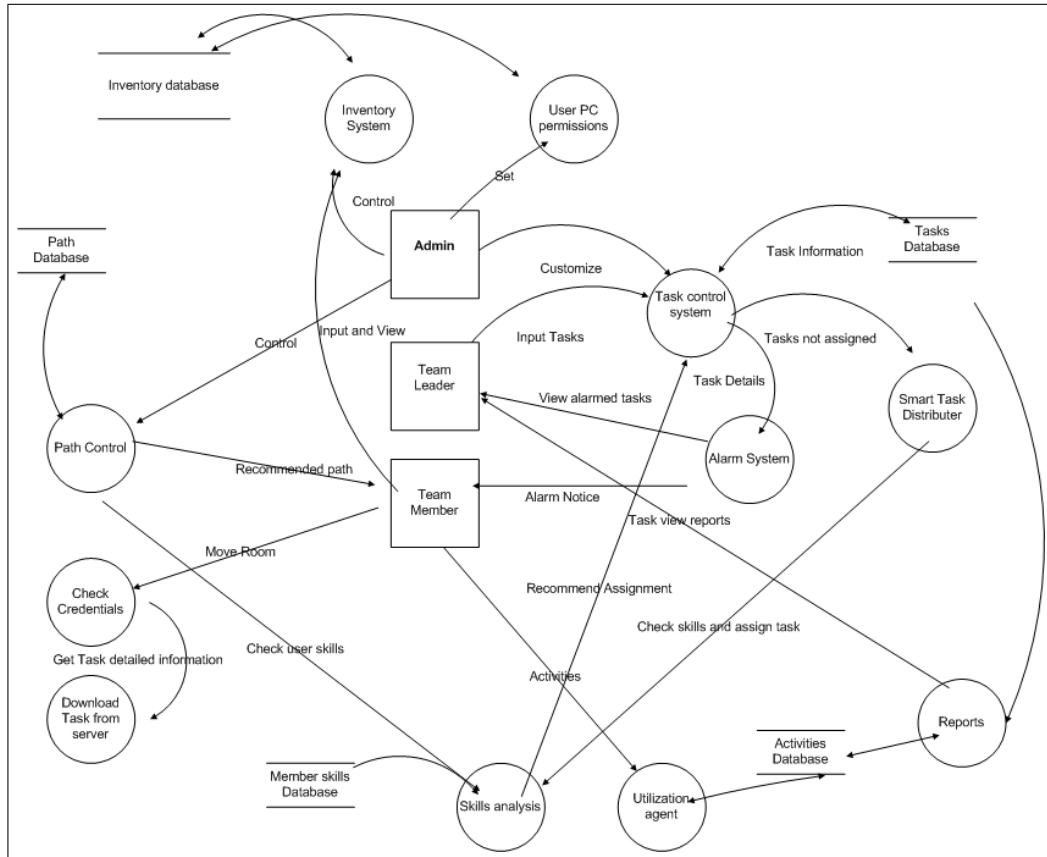 Inventory database
Inventory
System
User PC
permissions
Set
Control
Admin
Path
Database
Tasks
Database
Task Information
Customize
Task control
system
Input and View
Control
Input Tasks
Tasks not assigned
Team
Leader
Task Details
View alarmed tasks
Smart Task
Distributer
Path Control
Alarm System
Recommended path
Team
Member
Alarm Notice
Task view reports
Move Room
Check
Credentials
Recommend Assignment
Check skills and assign task
Get Task detailed information
Check user skills
Activities
Download
Task from
server
Reports
Activities
Database
Member skills
Database
Skills analysis
Utilization
agent